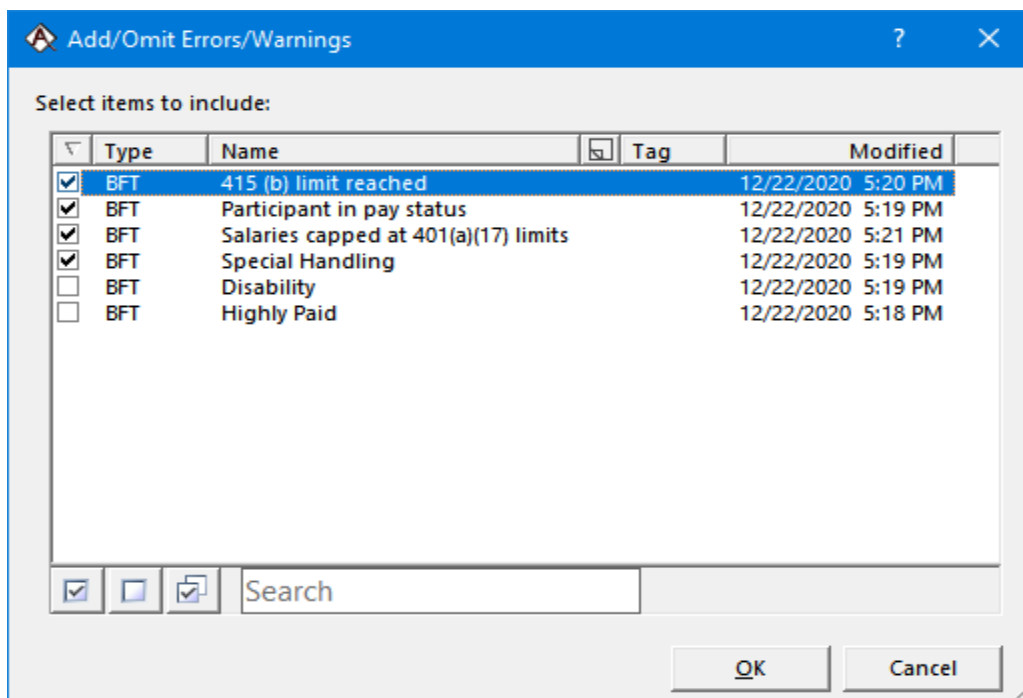 Add/Omit Errors/Warnings ?
Select items to include:
Type Name Tag Modified
BFT 415 (b) limit reached 12/22/2020 5:20 PM
BFT Participant in pay status 12/22/2020 5:19 PM
BFT Salaries capped at 401(a)(17) limits 12/22/2020 5:21 PM
BFT Special Handling 12/22/2020 5:19 PM
BFT Disability 12/22/2020 5:19 PM
BFT Highly Paid 12/22/2020 5:18 PM
Search
OK Cancel